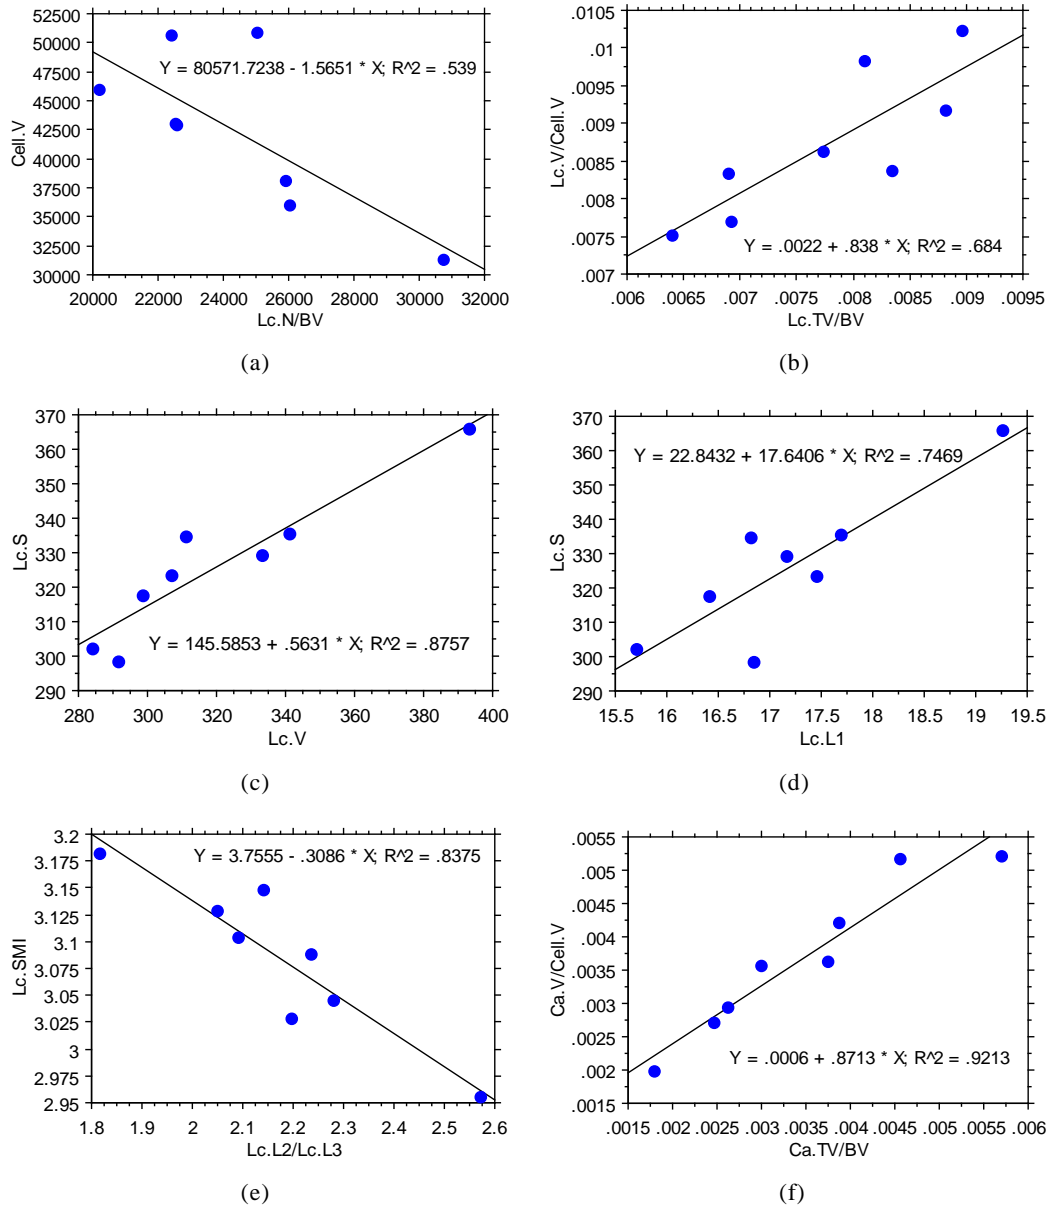 52500
50000
47500
45000
42500
40000
37500
35000
32500
30000
Cell.V
Y = 80571.7238 - 1.5651 * X; R^2 = .539
20000 22000 24000 26000 28000 30000 32000
Lc.N/BV
(a)
.0105
.01
.0095
.009
.0085
.008
.0075
.007
Lc.V/Cell.V
Y = .0022 + .838 * X; R^2 = .684
.006 .0065 .007 .0075 .008 .0085 .009 .0095
Lc.TV/BV
(b)
370
360
350
340
330
320
310
300
290
Lc.S
Y = 145.5853 + .5631 * X; R^2 = .8757
280 300 320 340 360 380 400
Lc.V
(c)
370
360
350
340
330
320
310
300
290
Lc.S
Y = 22.8432 + 17.6406 * X; R^2 = .7469
15.5 16 16.5 17 17.5 18 18.5 19 19.5
Lc.L1
(d)
3.2
3.175
3.15
3.125
3.1
3.075
3.05
3.025
3
2.975
2.95
Lc.SMI
Y = 3.7555 - .3086 * X; R^2 = .8375
1.8 1.9 2 2.1 2.2 2.3 2.4 2.5 2.6
Lc.L2/Lc.L3
(e)
.0055
.005
.0045
.004
.0035
.003
.0025
.002
.0015
Ca.V/Cell.V
Y = .0006 + .8713 * X; R^2 = .9213
.0015 .002 .0025 .003 .0035 .004 .0045 .005 .0055 .006
Ca.TV/BV
(f)